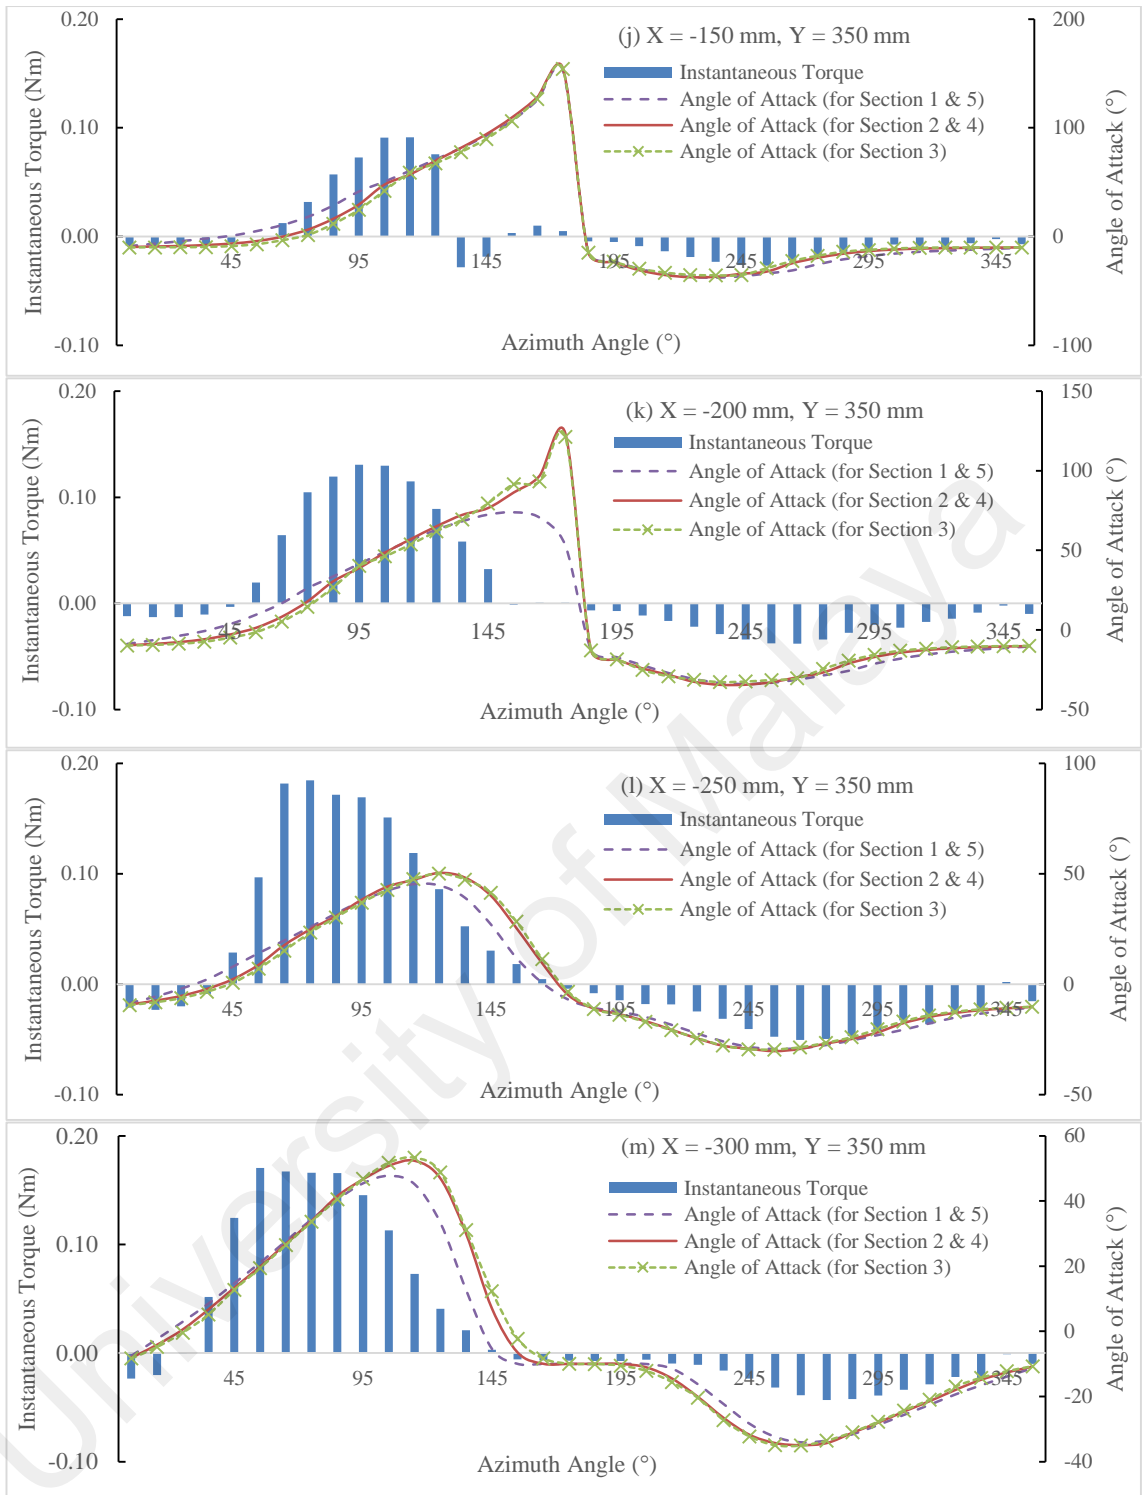 (j) X = -150 mm, Y = 350 mm
Instantaneous Torque
Angle of Attack (for Section 1 & 5)
Angle of Attack (for Section 2 & 4)
Angle of Attack (for Section 3)
Instantaneous Torque (Nm)
0.20
0.10
0.00
-0.10
45
95
145
195
245
295
345
Azimuth Angle (°)
200
100
0
-100
Angle of Attack (°)
(k) X = -200 mm, Y = 350 mm
Instantaneous Torque
Angle of Attack (for Section 1 & 5)
Angle of Attack (for Section 2 & 4)
Angle of Attack (for Section 3)
Instantaneous Torque (Nm)
0.20
0.10
0.00
-0.10
45
95
145
195
245
295
345
Azimuth Angle (°)
150
100
50
0
-50
Angle of Attack (°)
(l) X = -250 mm, Y = 350 mm
Instantaneous Torque
Angle of Attack (for Section 1 & 5)
Angle of Attack (for Section 2 & 4)
Angle of Attack (for Section 3)
Instantaneous Torque (Nm)
0.20
0.10
0.00
-0.10
45
95
145
195
245
295
345
Azimuth Angle (°)
100
50
0
-50
Angle of Attack (°)
(m) X = -300 mm, Y = 350 mm
Instantaneous Torque
Angle of Attack (for Section 1 & 5)
Angle of Attack (for Section 2 & 4)
Angle of Attack (for Section 3)
Instantaneous Torque (Nm)
0.20
0.10
0.00
-0.10
45
95
145
195
245
295
345
Azimuth Angle (°)
60
40
20
0
-20
-40
Angle of Attack (°)
University of Malaya